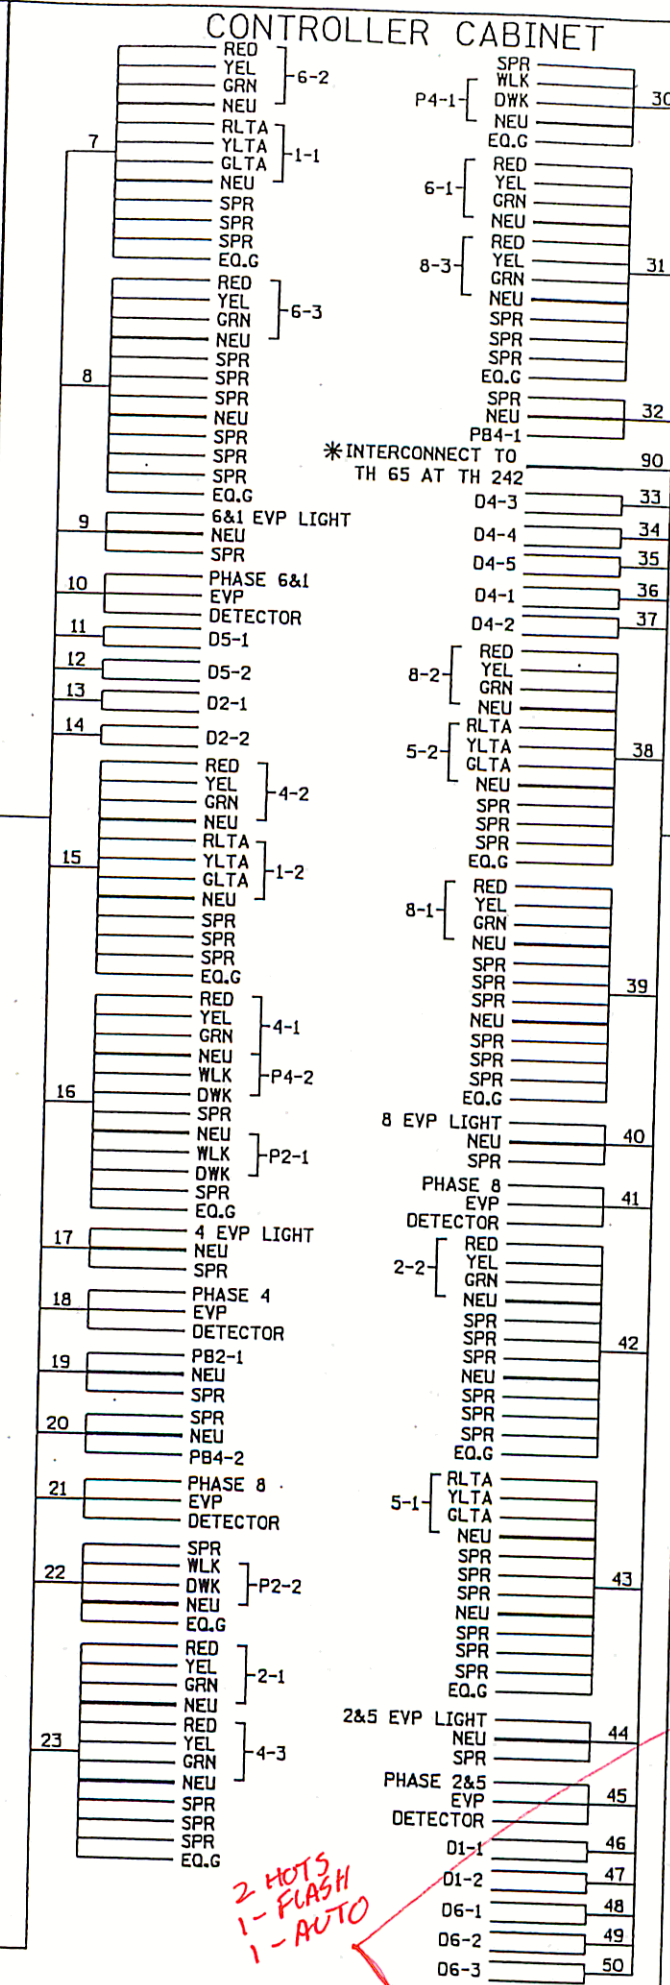 CONTROLLER CABINET
RED
YEL
GRN
NEU
6-2
RLTA
YLTA
GLTA
NEU
1-1
SPR
SPR
SPR
EQ.G
7
RED
YEL
GRN
NEU
6-3
SPR
SPR
SPR
NEU
SPR
SPR
SPR
EQ.G
8
6&1 EVP LIGHT
NEU
SPR
9
PHASE 6&1
EVP
DETECTOR
10
11
D5-1
12
D5-2
13
D2-1
14
D2-2
RED
YEL
GRN
NEU
4-2
RLTA
YLTA
GLTA
NEU
1-2
SPR
SPR
SPR
EQ.G
15
RED
YEL
GRN
NEU
4-1
WLK
DWK
P4-2
SPR
NEU
WLK
DWK
P2-1
SPR
EQ.G
16
4 EVP LIGHT
NEU
SPR
17
PHASE 4
EVP
DETECTOR
18
PB2-1
NEU
SPR
19
SPR
NEU
PB4-2
20
PHASE 8
EVP
DETECTOR
21
SPR
WLK
DWK
NEU
P2-2
EQ.G
22
RED
YEL
GRN
NEU
2-1
RED
YEL
GRN
NEU
4-3
SPR
SPR
SPR
EQ.G
23
SPR
WLK
DWK
NEU
P4-1
EQ.G
30
RED
YEL
GRN
NEU
6-1
RED
YEL
GRN
NEU
8-3
SPR
SPR
SPR
EQ.G
31
SPR
NEU
PB4-1
32
*INTERCONNECT TO
TH 65 AT TH 242
90
D4-3
33
D4-4
34
D4-5
35
D4-1
36
D4-2
37
RED
YEL
GRN
NEU
8-2
RLTA
YLTA
GLTA
NEU
5-2
SPR
SPR
SPR
EQ.G
38
RED
YEL
GRN
NEU
8-1
SPR
SPR
SPR
NEU
SPR
SPR
SPR
EQ.G
39
8 EVP LIGHT
NEU
SPR
40
PHASE 8
EVP
DETECTOR
41
RED
YEL
GRN
NEU
2-2
SPR
SPR
SPR
NEU
SPR
SPR
SPR
EQ.G
42
RLTA
YLTA
GLTA
NEU
5-1
SPR
SPR
SPR
NEU
SPR
SPR
SPR
EQ.G
43
2&5 EVP LIGHT
NEU
SPR
44
PHASE 2&5
EVP
DETECTOR
45
D1-1
46
D1-2
47
D6-1
48
D6-2
49
D6-3
50
2 HOTS
1 - FLASH
1 - AUTO